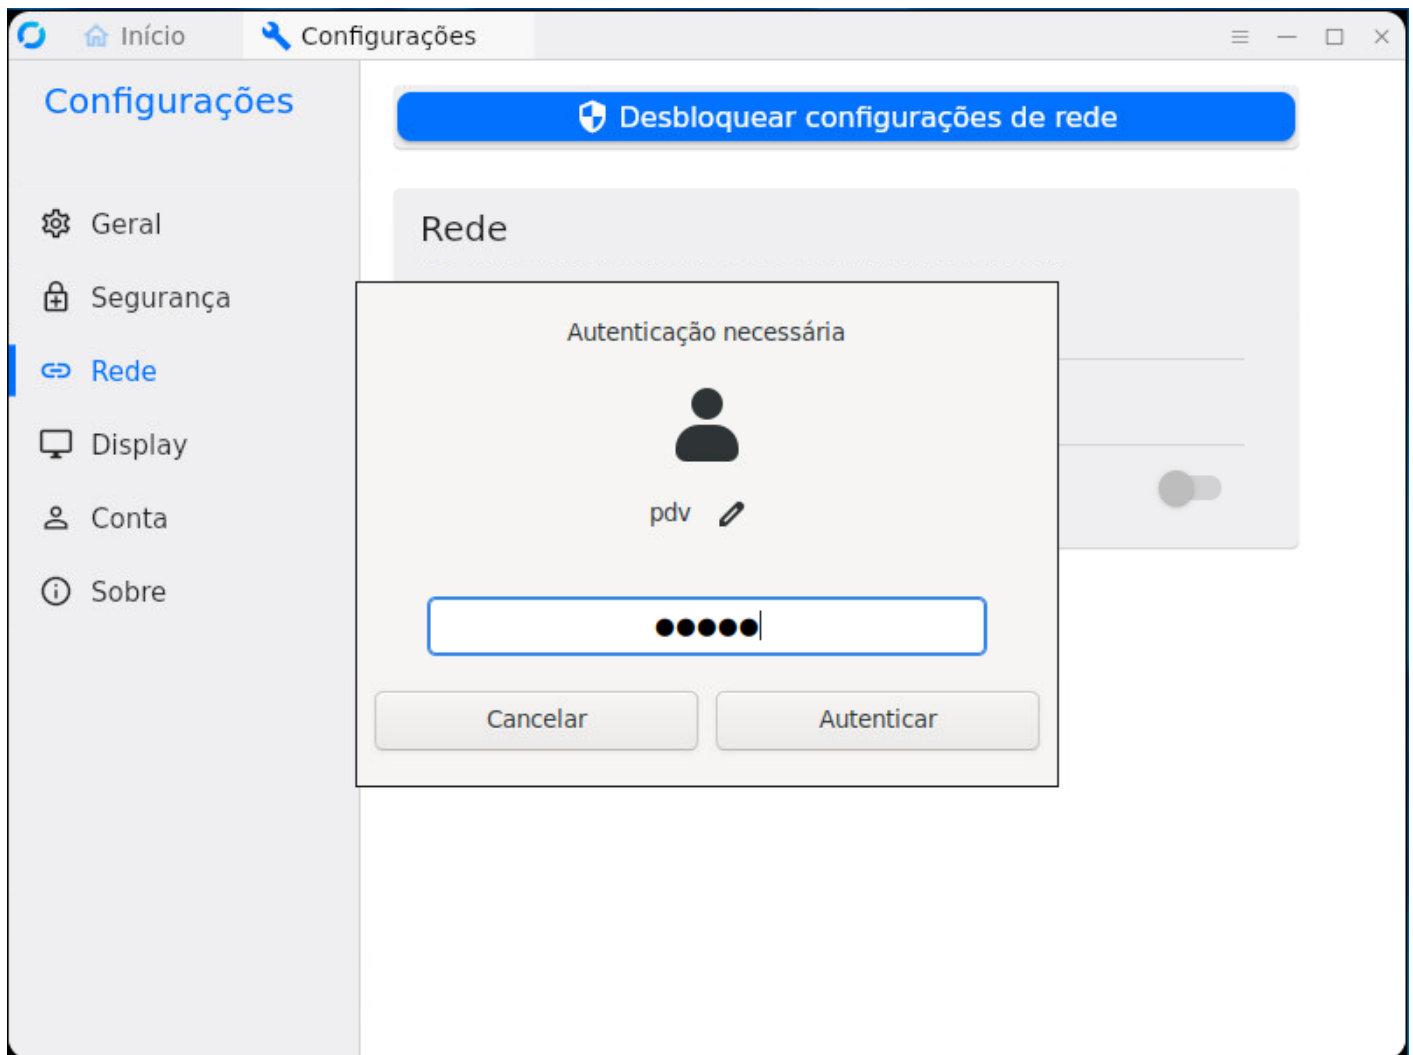 Início
Configurações
Configurações
Geral
Segurança
Rede
Display
Conta
Sobre
Desbloquear configurações de rede
Rede
Autenticação necessária
pdv
Cancelar
Autenticar